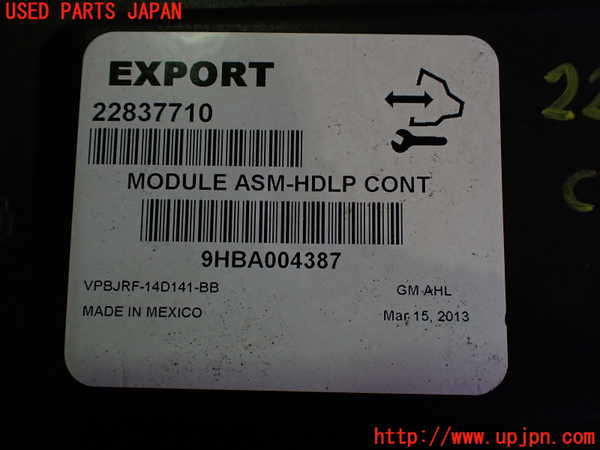 USED PARTS JAPAN
EXPORT
22837710
MODULE ASM-HDLP CONT
9HBA004387
VPBJRF-14D141-BB
GM AHL
MADE IN MEXICO
Mar 15, 2013
22
C
http://www.upjpn.com/